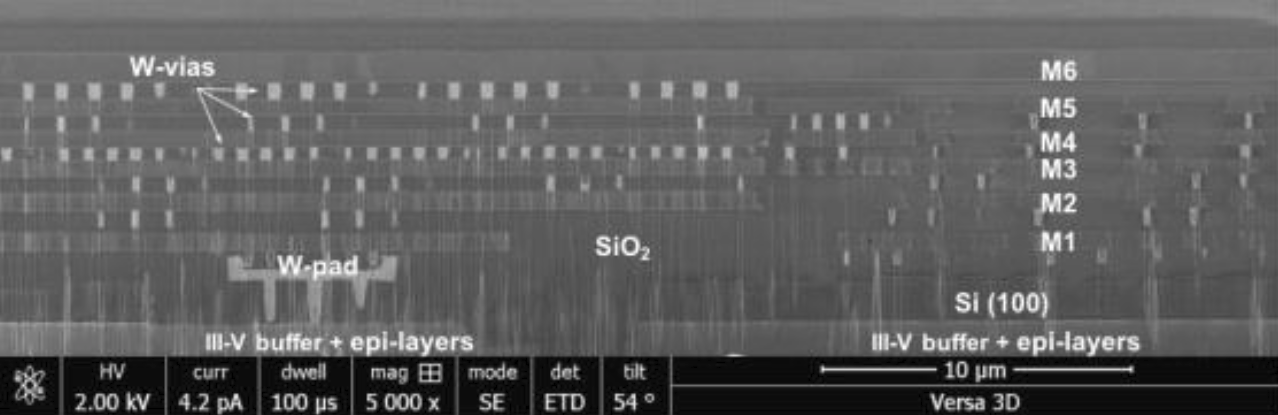 W-vias
M6
M5
M4
M3
M2
M1
SiO₂
W-pad
Si (100)
III-V buffer + epi-layers
III-V buffer + epi-layers
HV curr dwell mag mode det tilt
2.00 kV 4.2 pA 100 µs 5 000 x SE ETD 54 °
10 µm
Versa 3D